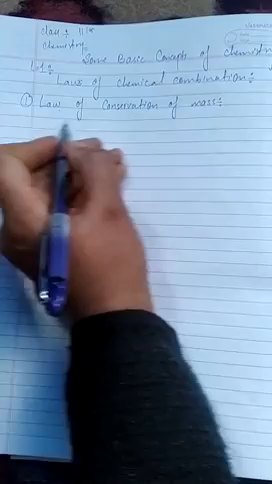 Class : 11th
Chemistry
Some Basic Concepts of Chemistry
Laws of Chemical Combination :
① Law of Conservation of mass :